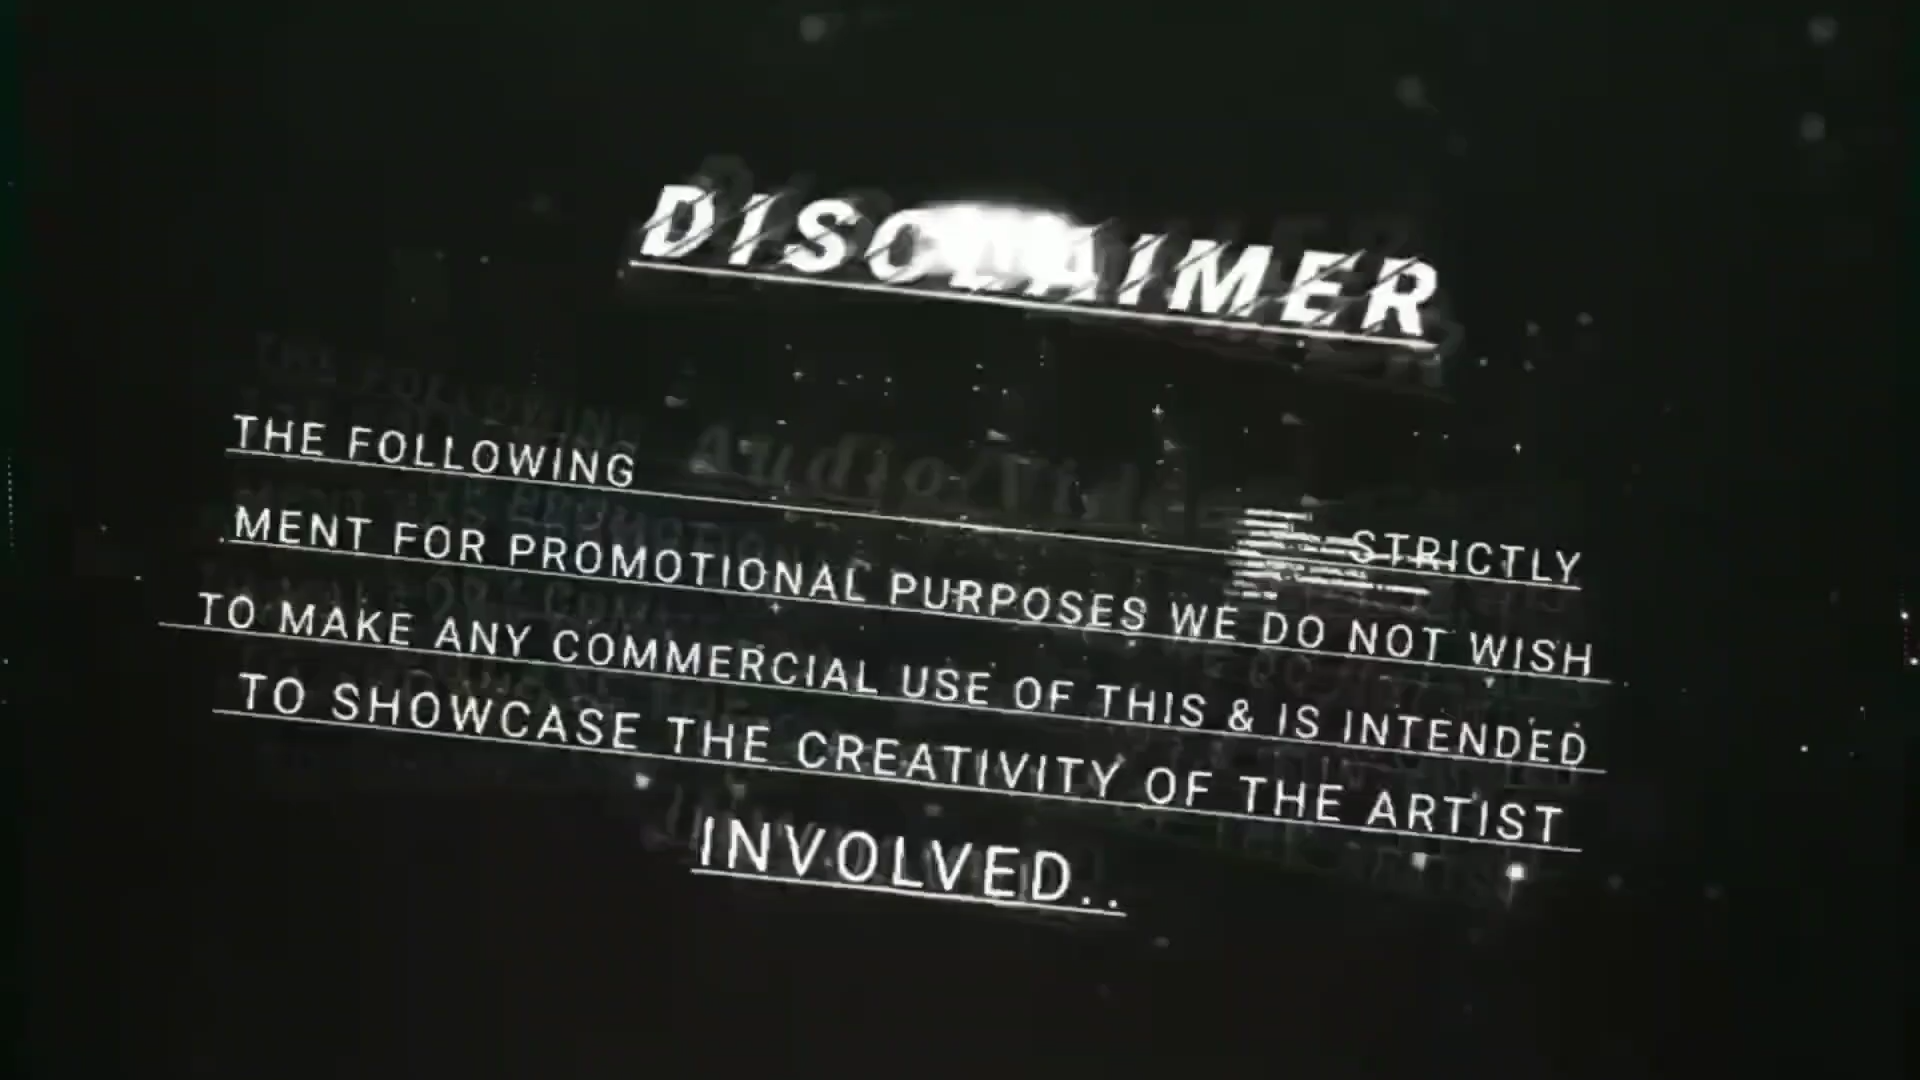 DISCLAIMER
THE FOLLOWING STRICTLY
MENT FOR PROMOTIONAL PURPOSES WE DO NOT WISH
TO MAKE ANY COMMERCIAL USE OF THIS & IS INTENDED
TO SHOWCASE THE CREATIVITY OF THE ARTIST
INVOLVED..